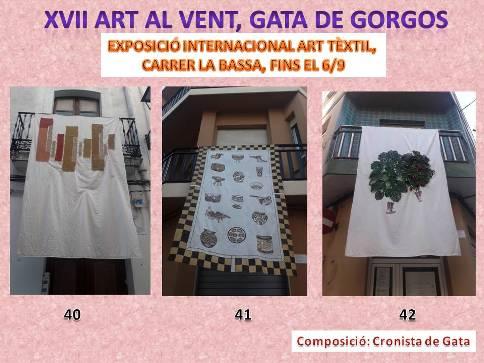 XVII ART AL VENT, GATA DE GORGOS
EXPOSICIÓ INTERNACIONAL ART TÈXTIL,
CARRER LA BASSA, FINS EL 6/9
40 41 42
Composició: Cronista de Gata